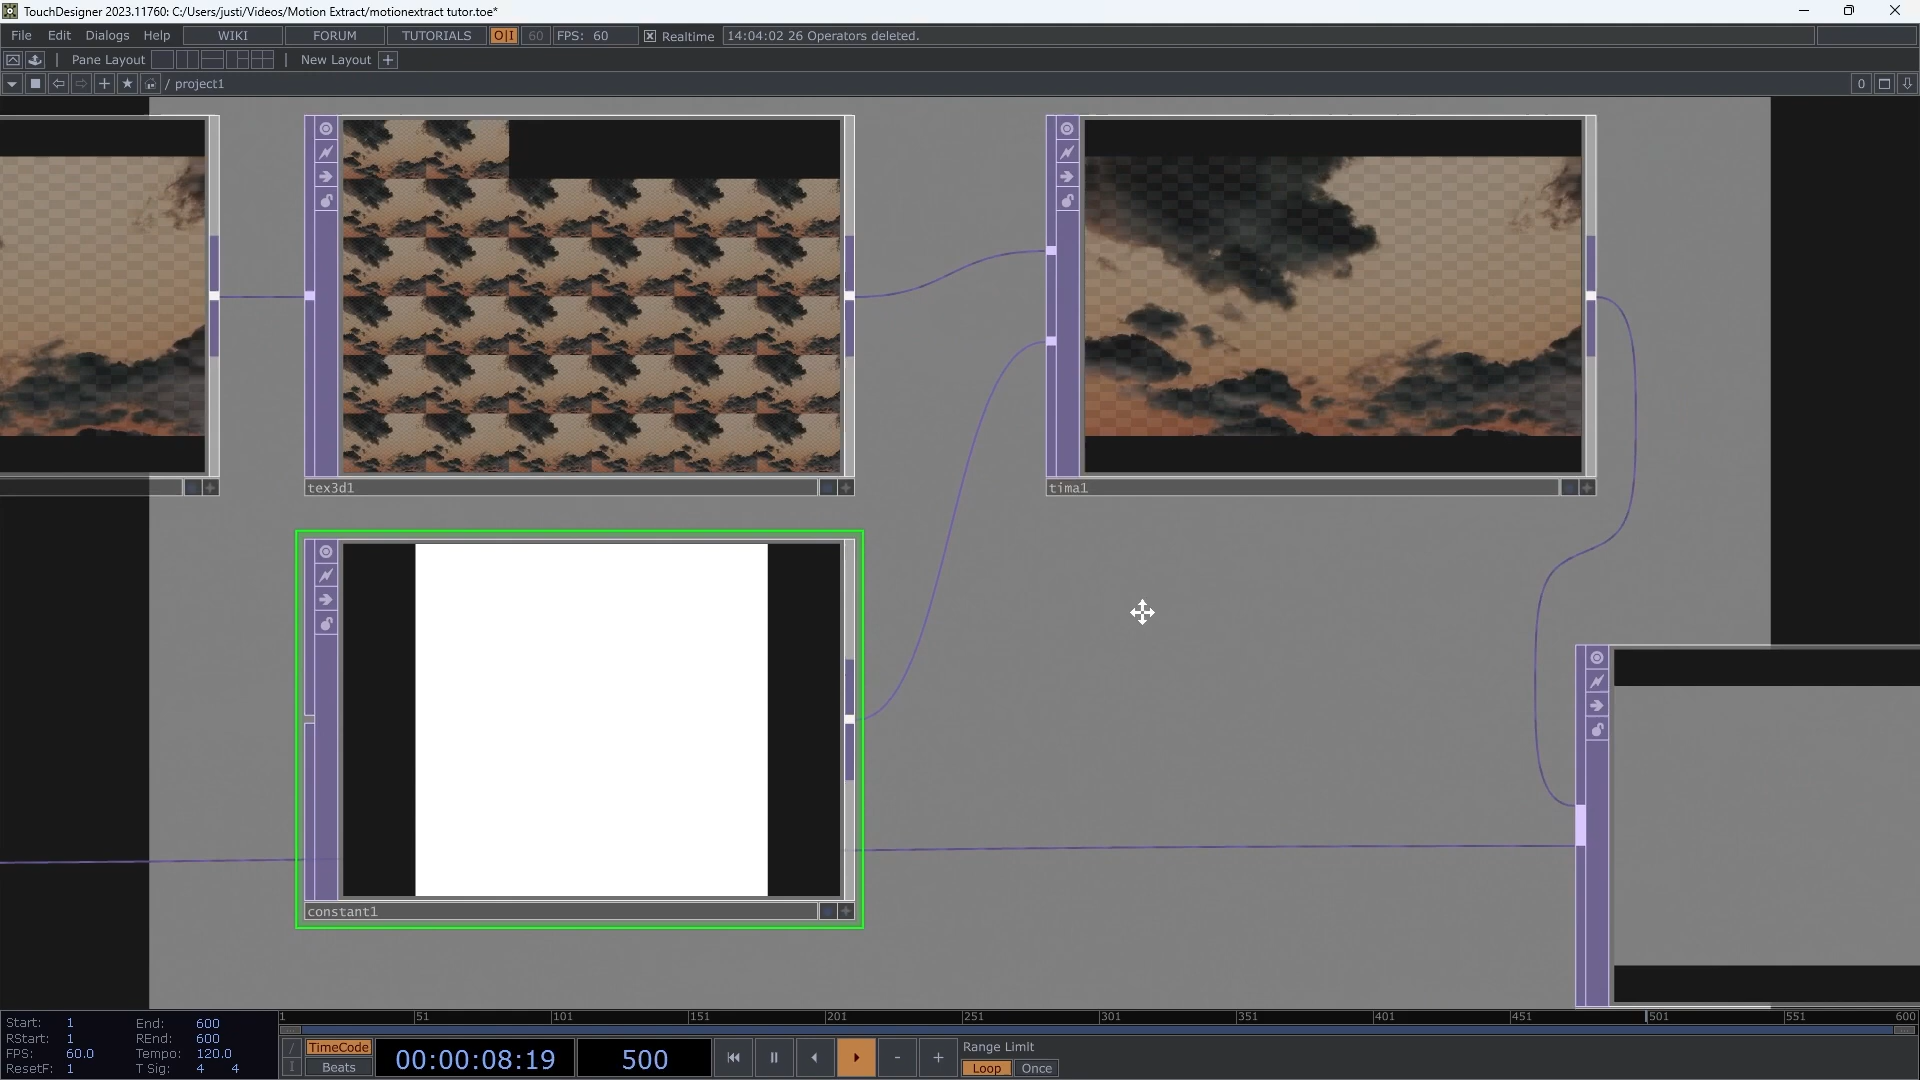 TouchDesigner 2023.11760: C:/Users/justi/Videos/Motion Extract/motionextract tutor.toe*
File Edit Dialogs Help WIKI FORUM TUTORIALS O|I 60 FPS: 60 Realtime 14:04:02 26 Operators deleted.
Pane Layout New Layout +
/ project1 0
tex3d1
tima1
constant1
1 51 101 151 201 251 301 351 401 451 501 551 600
Start: 1 End: 600
RStart: 1 REnd: 600
FPS: 60.0 Tempo: 120.0
ResetF: 1 T Sig: 4 4
/ I
TimeCode
Beats
00:00:08:19 500 - +
Range Limit
Loop Once